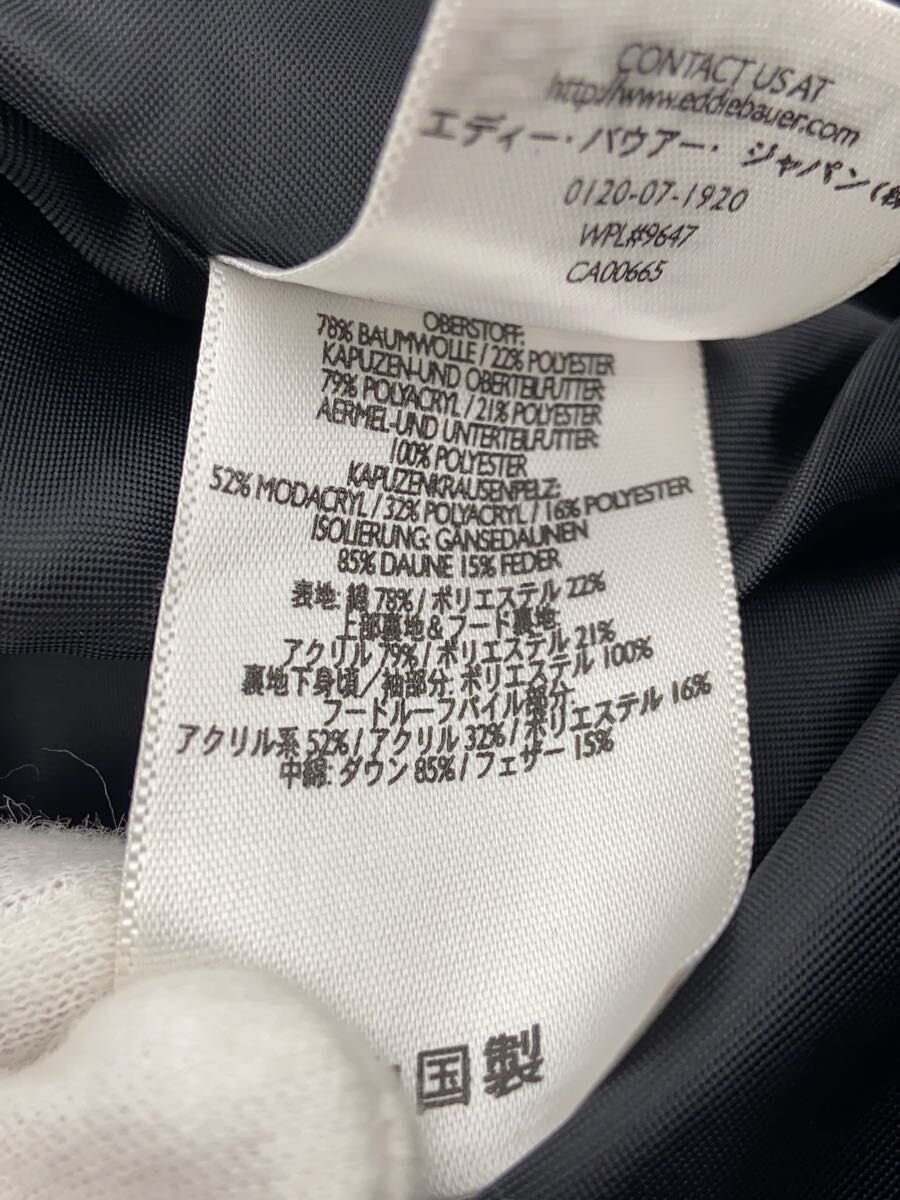 CONTACT US AT
http://www.eddiebauer.com
エディー・バウアー・ジャパン(株
0120-07-1920
WPL#9647
CA00665
OBERSTOFF:
78% BAUMWOLLE / 22% POLYESTER
KAPUZEN-UND OBERTEILFUTTER:
79% POLYACRYL / 21% POLYESTER
AERMEL-UND UNTERTEILFUTTER:
100% POLYESTER
KAPUZENKRAUSENPELZ:
52% MODACRYL / 32% POLYACRYL / 16% POLYESTER
ISOLIERUNG: GÄNSEDAUNEN
85% DAUNE 15% FEDER
表地: 綿 78% / ポリエステル 22%
上部裏地&フード裏地:
アクリル 79% / ポリエステル 21%
裏地下身頃/袖部分: ポリエステル 100%
フードループパイル部分:
アクリル系 52% / アクリル 32% / ポリエステル 16%
中綿: ダウン 85% / フェザー 15%
国製